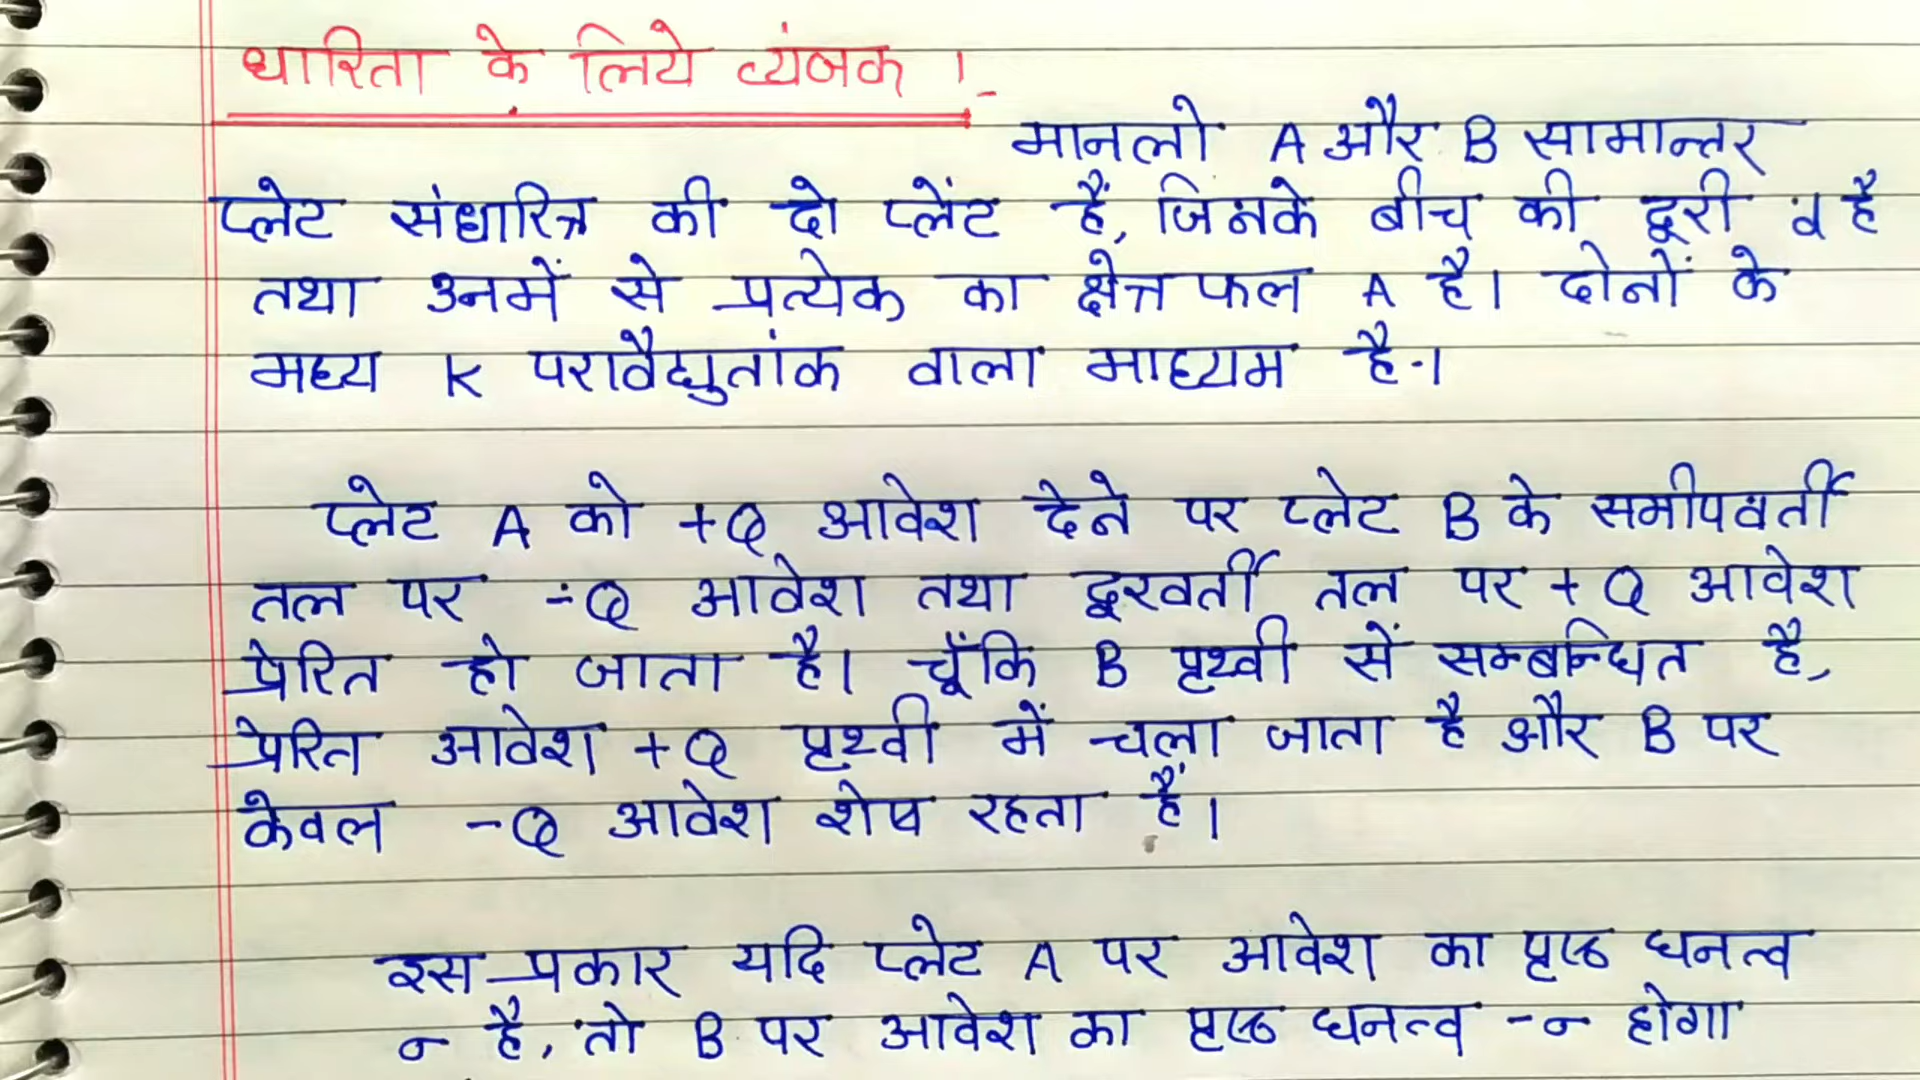 धारिता के लिये व्यंजक ।-
मानलो A और B सामान्तर
प्लेट संधारित्र की दो प्लेंट हैं, जिनके बीच की दूरी d है
तथा उनमें से प्रत्येक का क्षेत्रफल A है। दोनों के
मध्य K परावैद्युतांक वाला माध्यम है-।
प्लेट A को +Q आवेश देने पर प्लेट B के समीपवर्ती
तल पर -Q आवेश तथा दूरवर्ती तल पर +Q आवेश
प्रेरित हो जाता है। चूँकि B पृथ्वी से सम्बन्धित है,
प्रेरित आवेश +Q पृथ्वी में चला जाता है और B पर
केवल -Q आवेश शेष रहता हैं।
इस प्रकार यदि प्लेट A पर आवेश का पृष्ठ घनत्व
σ है, तो B पर आवेश का पृष्ठ घनत्व -σ होगा